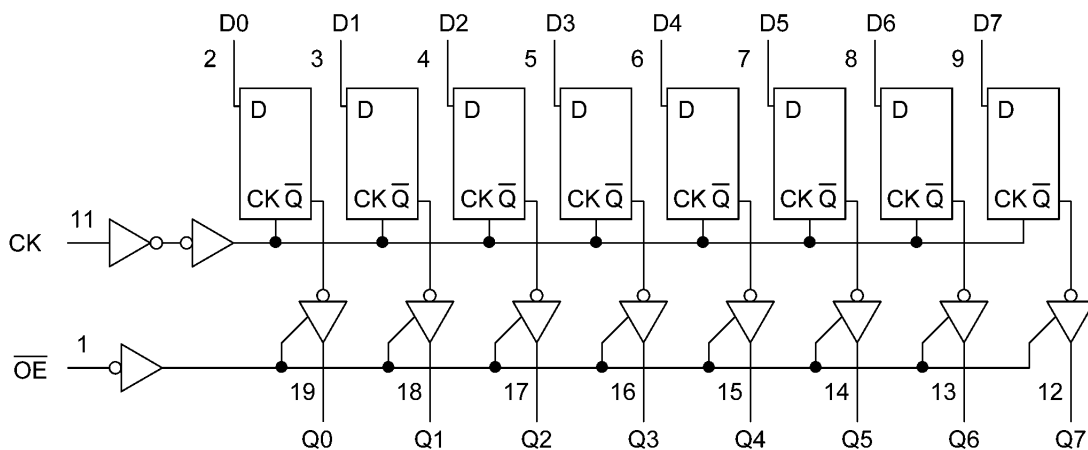 D0 D1 D2 D3 D4 D5 D6 D7
2 3 4 5 6 7 8 9
D D D D D D D D
CK Q̅ CK Q̅ CK Q̅ CK Q̅ CK Q̅ CK Q̅ CK Q̅ CK Q̅
11
CK
1
O̅E̅
19 18 17 16 15 14 13 12
Q0 Q1 Q2 Q3 Q4 Q5 Q6 Q7